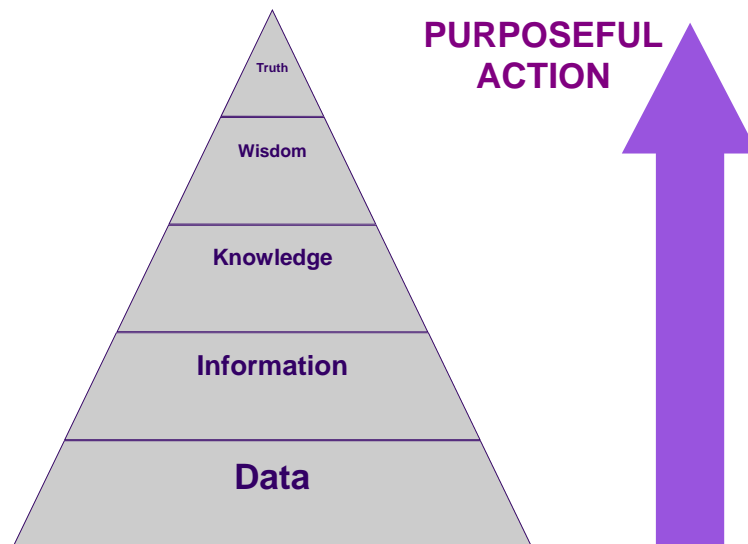 PURPOSEFUL
ACTION
Truth
Wisdom
Knowledge
Information
Data